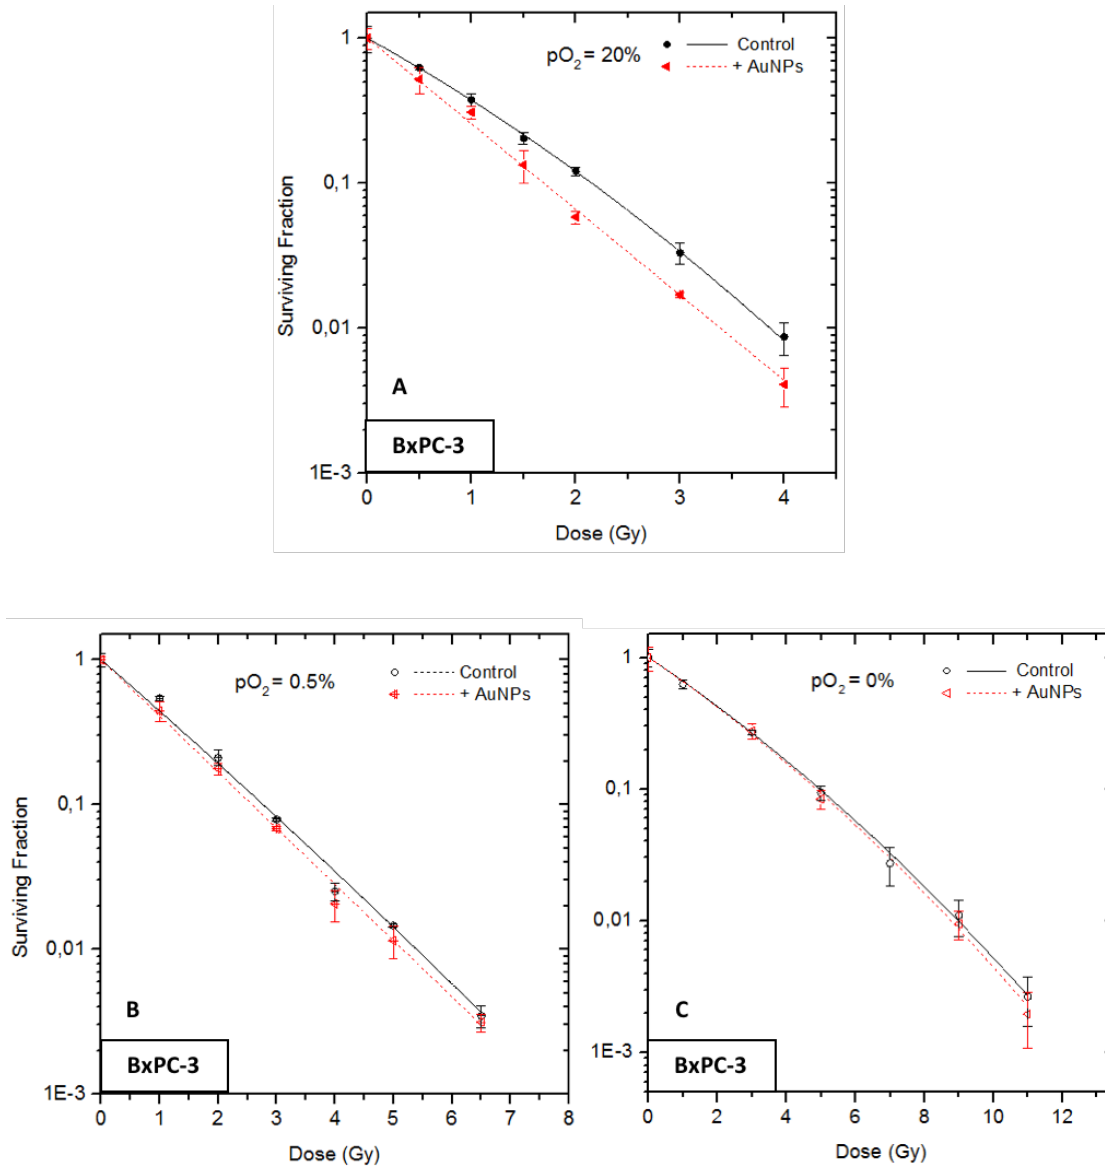 pO2 = 20%
Control
+ AuNPs
Surviving Fraction
1
0,1
0,01
1E-3
A
BxPC-3
0 1 2 3 4
Dose (Gy)
pO2 = 0.5%
Control
+ AuNPs
Surviving Fraction
1
0,1
0,01
1E-3
B
BxPC-3
0 1 2 3 4 5 6 7 8
Dose (Gy)
pO2 = 0%
Control
+ AuNPs
1
0,1
0,01
1E-3
C
BxPC-3
0 2 4 6 8 10 12
Dose (Gy)